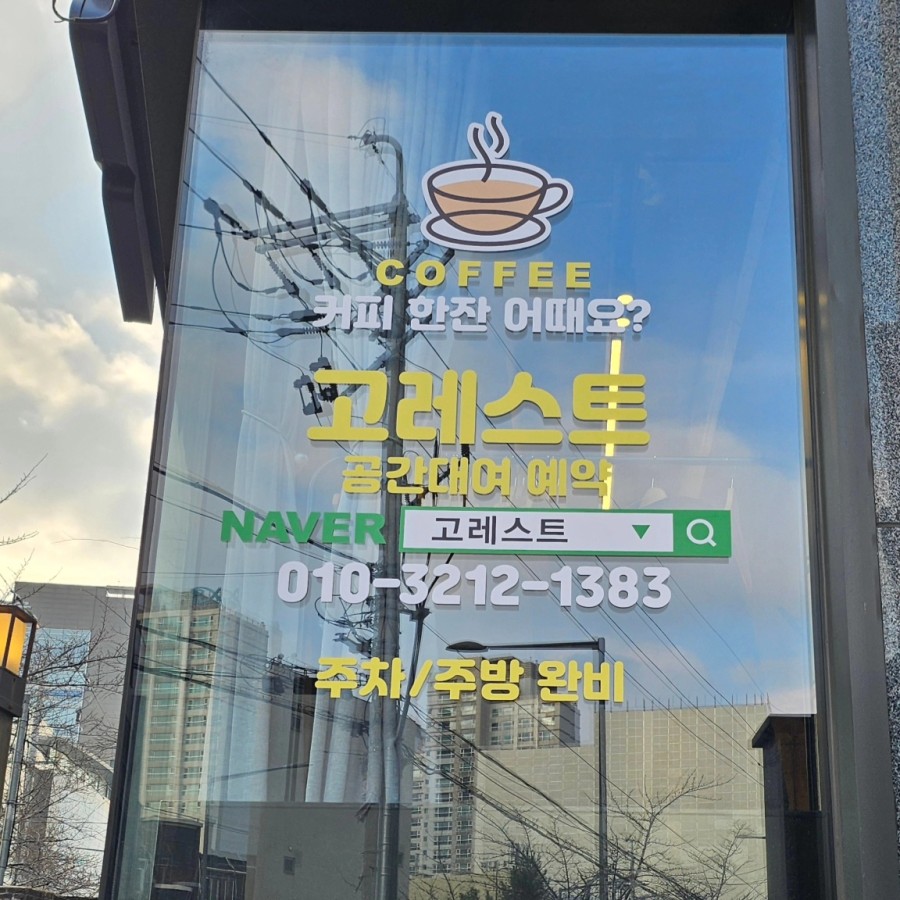 COFFEE
커피 한잔 어때요?
고레스트
공간대여 예약
NAVER 고레스트
010-3212-1383
주차/주방 완비